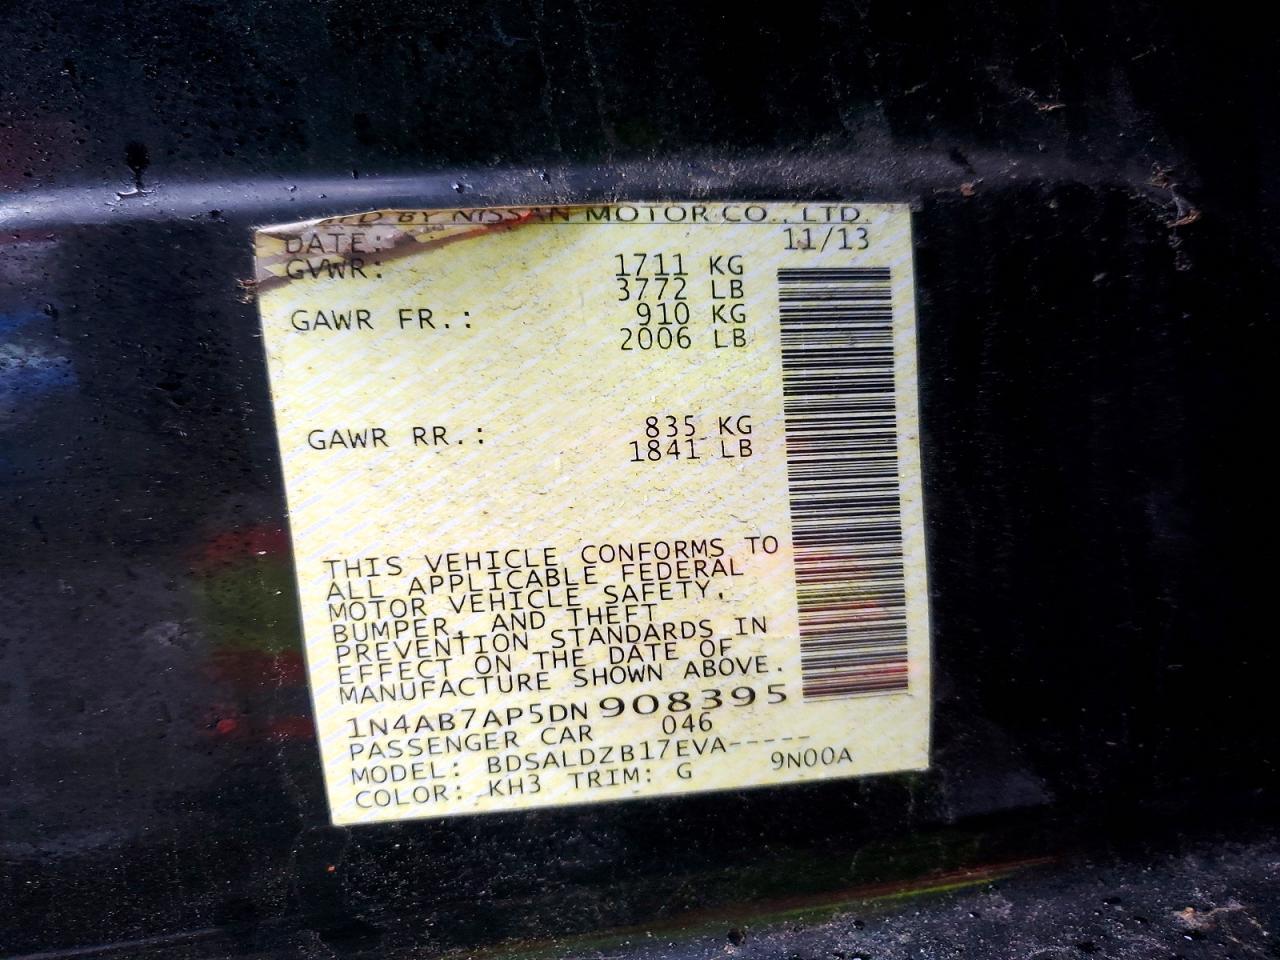 BY NISSAN MOTOR CO., LTD.
DATE: 11/13
GVWR: 1711 KG
3772 LB
GAWR FR.: 910 KG
2006 LB
GAWR RR.: 835 KG
1841 LB
THIS VEHICLE CONFORMS TO
ALL APPLICABLE FEDERAL
MOTOR VEHICLE SAFETY,
BUMPER, AND THEFT
PREVENTION STANDARDS IN
EFFECT ON THE DATE OF
MANUFACTURE SHOWN ABOVE.
1N4AB7AP5DN908395
PASSENGER CAR 046
MODEL: BDSALDZB17EVA-----
COLOR: KH3 TRIM: G 9N00A